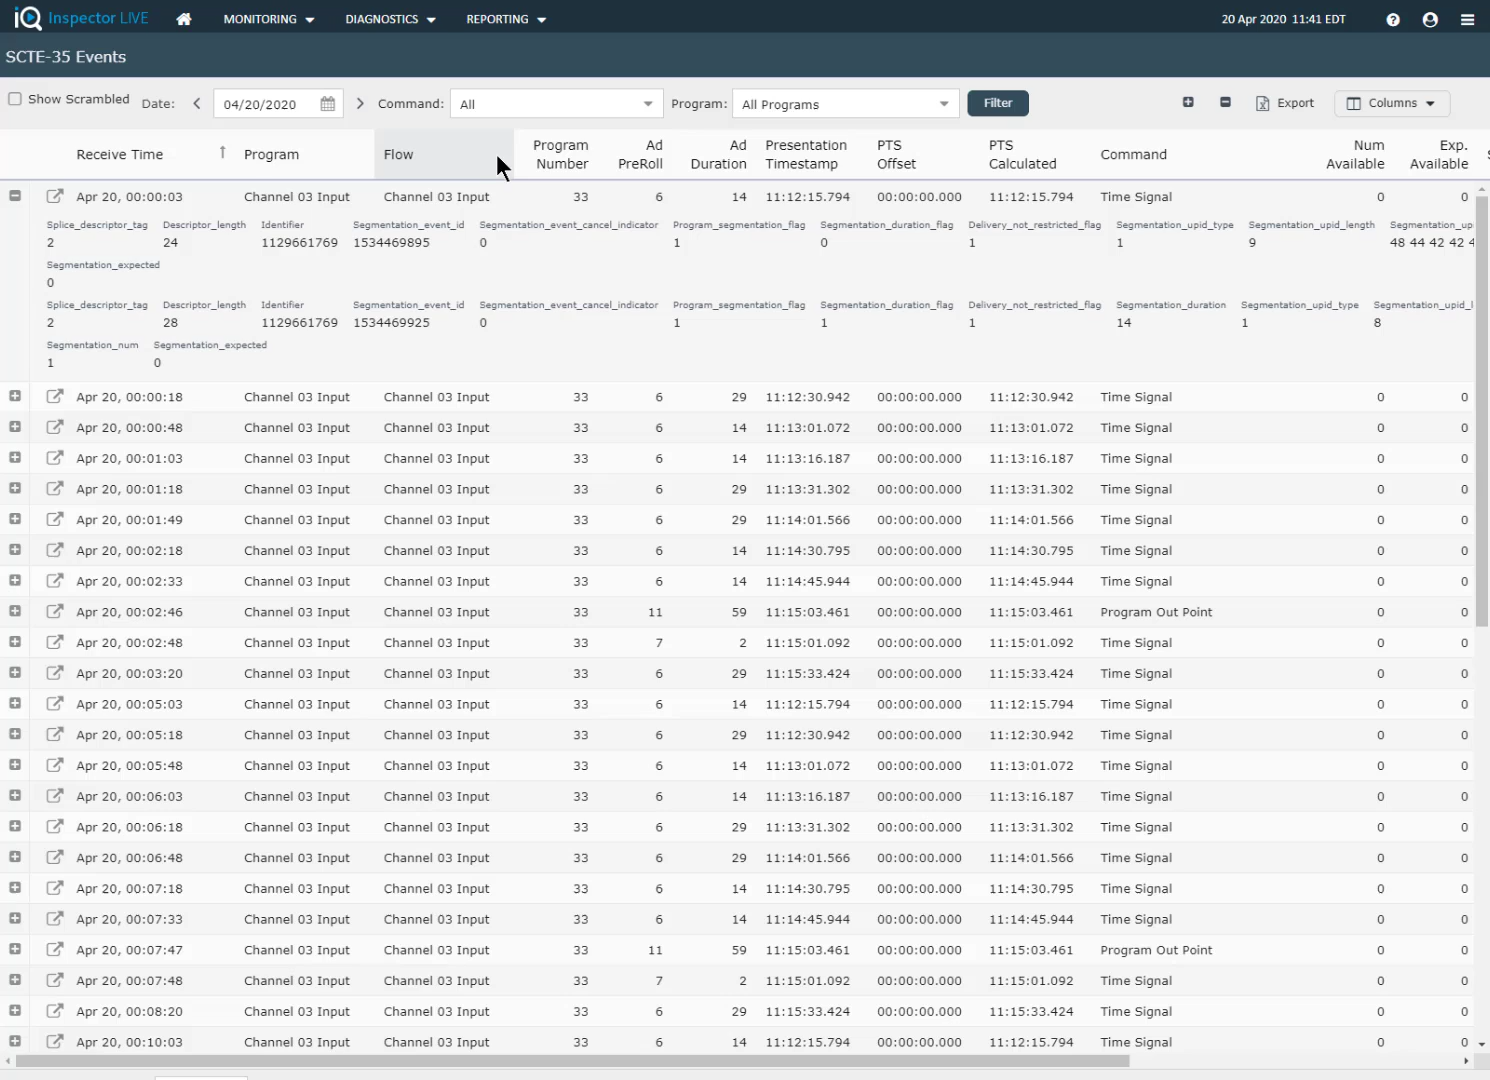 iQ Inspector LIVE MONITORING DIAGNOSTICS REPORTING 20 Apr 2020 11:41 EDT
SCTE-35 Events
Show Scrambled Date: 04/20/2020 Command: All Program: All Programs Filter Export Columns
Receive Time Program Flow Program Number Ad PreRoll Ad Duration Presentation Timestamp PTS Offset PTS Calculated Command Num Available Exp. Available
Apr 20, 00:00:03 Channel 03 Input Channel 03 Input 33 6 14 11:12:15.794 00:00:00.000 11:12:15.794 Time Signal 0 0
Splice_descriptor_tag Descriptor_length Identifier Segmentation_event_id Segmentation_event_cancel_indicator Program_segmentation_flag Segmentation_duration_flag Delivery_not_restricted_flag Segmentation_upid_type Segmentation_upid_length Segmentation_up
2 24 1129661769 1534469895 0 1 0 1 1 9 48 44 42 42 4
Segmentation_expected
0
Splice_descriptor_tag Descriptor_length Identifier Segmentation_event_id Segmentation_event_cancel_indicator Program_segmentation_flag Segmentation_duration_flag Delivery_not_restricted_flag Segmentation_duration Segmentation_upid_type Segmentation_upid_l
2 28 1129661769 1534469925 0 1 1 1 14 1 8
Segmentation_num Segmentation_expected
1 0
Apr 20, 00:00:18 Channel 03 Input Channel 03 Input 33 6 29 11:12:30.942 00:00:00.000 11:12:30.942 Time Signal 0 0
Apr 20, 00:00:48 Channel 03 Input Channel 03 Input 33 6 14 11:13:01.072 00:00:00.000 11:13:01.072 Time Signal 0 0
Apr 20, 00:01:03 Channel 03 Input Channel 03 Input 33 6 14 11:13:16.187 00:00:00.000 11:13:16.187 Time Signal 0 0
Apr 20, 00:01:18 Channel 03 Input Channel 03 Input 33 6 29 11:13:31.302 00:00:00.000 11:13:31.302 Time Signal 0 0
Apr 20, 00:01:49 Channel 03 Input Channel 03 Input 33 6 29 11:14:01.566 00:00:00.000 11:14:01.566 Time Signal 0 0
Apr 20, 00:02:18 Channel 03 Input Channel 03 Input 33 6 14 11:14:30.795 00:00:00.000 11:14:30.795 Time Signal 0 0
Apr 20, 00:02:33 Channel 03 Input Channel 03 Input 33 6 14 11:14:45.944 00:00:00.000 11:14:45.944 Time Signal 0 0
Apr 20, 00:02:46 Channel 03 Input Channel 03 Input 33 11 59 11:15:03.461 00:00:00.000 11:15:03.461 Program Out Point 0 0
Apr 20, 00:02:48 Channel 03 Input Channel 03 Input 33 7 2 11:15:01.092 00:00:00.000 11:15:01.092 Time Signal 0 0
Apr 20, 00:03:20 Channel 03 Input Channel 03 Input 33 6 29 11:15:33.424 00:00:00.000 11:15:33.424 Time Signal 0 0
Apr 20, 00:05:03 Channel 03 Input Channel 03 Input 33 6 14 11:12:15.794 00:00:00.000 11:12:15.794 Time Signal 0 0
Apr 20, 00:05:18 Channel 03 Input Channel 03 Input 33 6 29 11:12:30.942 00:00:00.000 11:12:30.942 Time Signal 0 0
Apr 20, 00:05:48 Channel 03 Input Channel 03 Input 33 6 14 11:13:01.072 00:00:00.000 11:13:01.072 Time Signal 0 0
Apr 20, 00:06:03 Channel 03 Input Channel 03 Input 33 6 14 11:13:16.187 00:00:00.000 11:13:16.187 Time Signal 0 0
Apr 20, 00:06:18 Channel 03 Input Channel 03 Input 33 6 29 11:13:31.302 00:00:00.000 11:13:31.302 Time Signal 0 0
Apr 20, 00:06:48 Channel 03 Input Channel 03 Input 33 6 29 11:14:01.566 00:00:00.000 11:14:01.566 Time Signal 0 0
Apr 20, 00:07:18 Channel 03 Input Channel 03 Input 33 6 14 11:14:30.795 00:00:00.000 11:14:30.795 Time Signal 0 0
Apr 20, 00:07:33 Channel 03 Input Channel 03 Input 33 6 14 11:14:45.944 00:00:00.000 11:14:45.944 Time Signal 0 0
Apr 20, 00:07:47 Channel 03 Input Channel 03 Input 33 11 59 11:15:03.461 00:00:00.000 11:15:03.461 Program Out Point 0 0
Apr 20, 00:07:48 Channel 03 Input Channel 03 Input 33 7 2 11:15:01.092 00:00:00.000 11:15:01.092 Time Signal 0 0
Apr 20, 00:08:20 Channel 03 Input Channel 03 Input 33 6 29 11:15:33.424 00:00:00.000 11:15:33.424 Time Signal 0 0
Apr 20, 00:10:03 Channel 03 Input Channel 03 Input 33 6 14 11:12:15.794 00:00:00.000 11:12:15.794 Time Signal 0 0